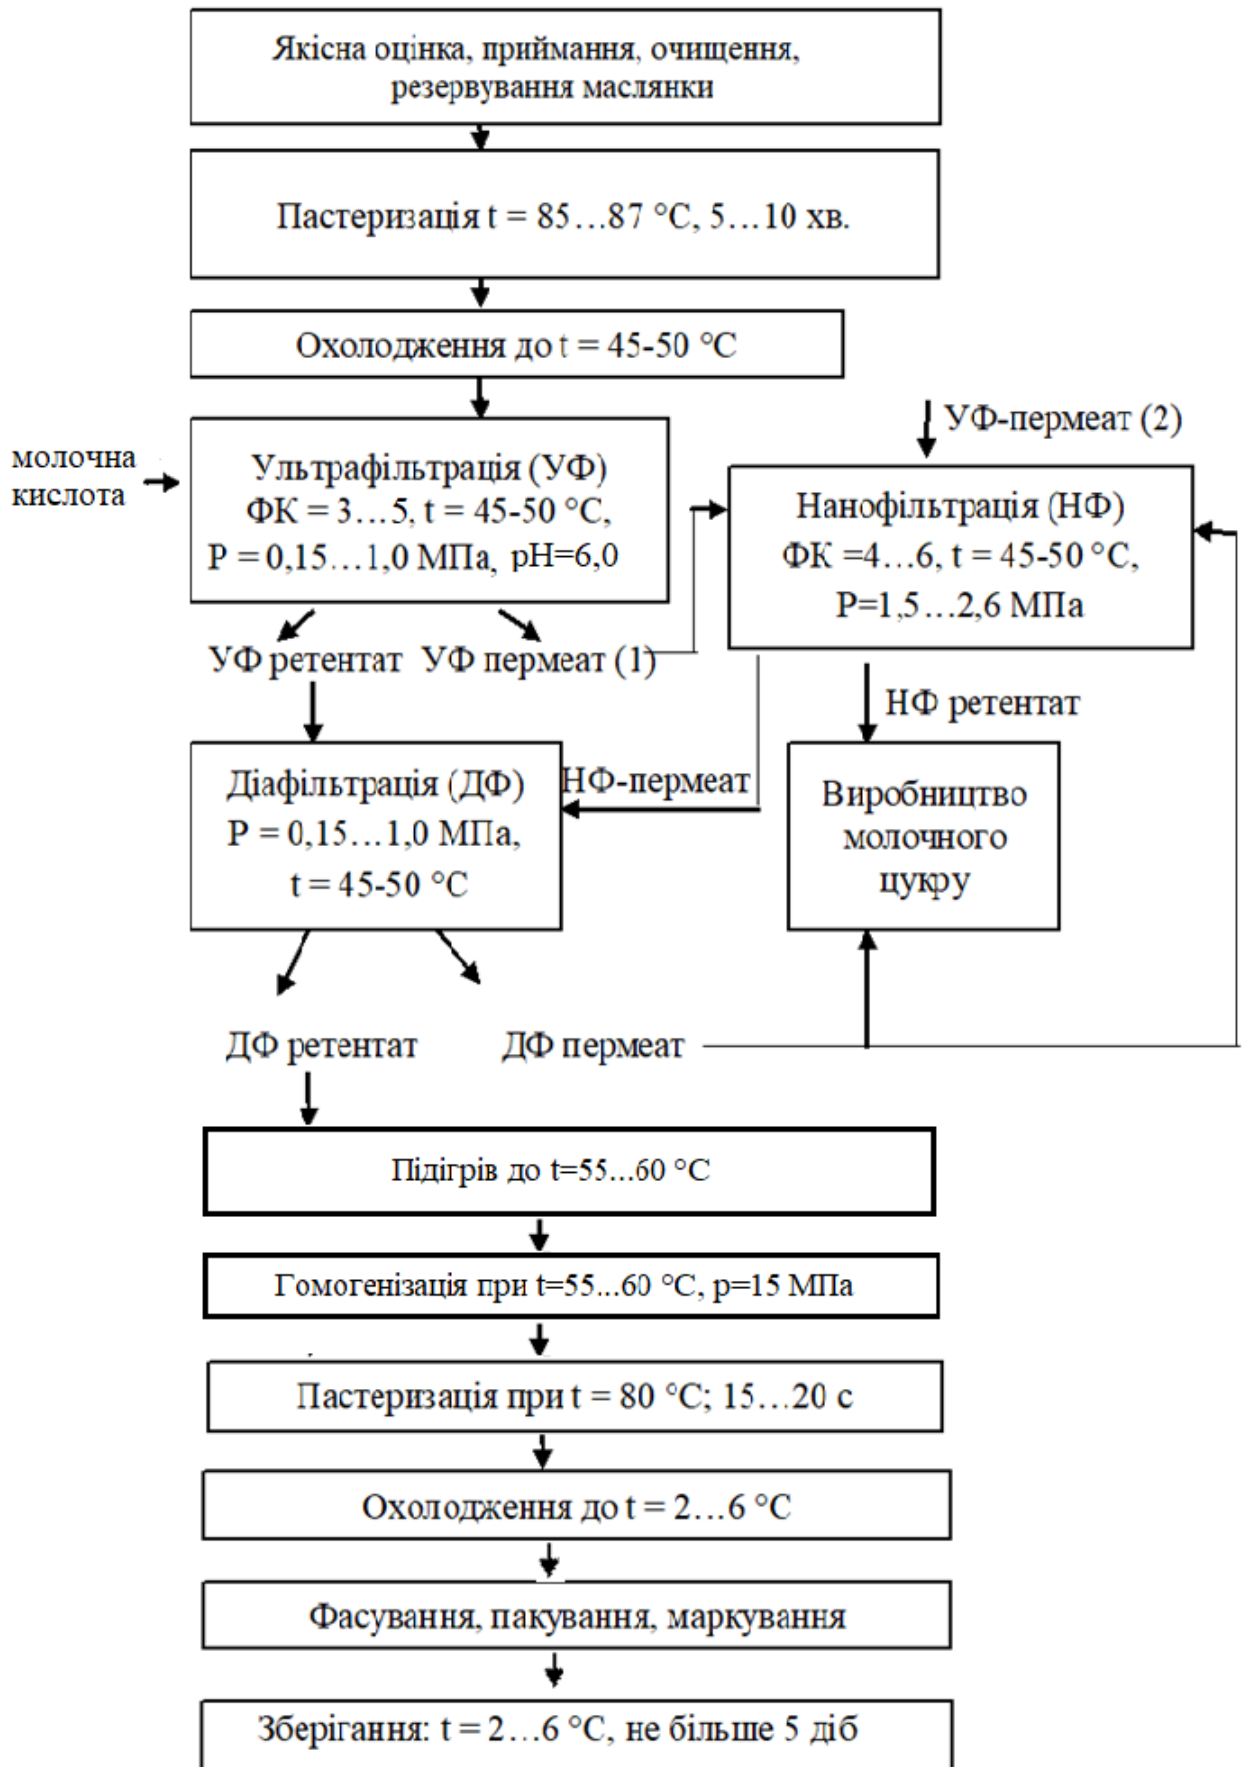 Якісна оцінка, приймання, очищення,
резервування маслянки
Пастеризація t = 85…87 °С, 5…10 хв.
Охолодження до t = 45-50 °С
молочна
кислота
Ультрафільтрація (УФ)
ФК = 3…5, t = 45-50 °С,
Р = 0,15…1,0 МПа, pH=6,0
УФ-пермеат (2)
Нанофільтрація (НФ)
ФК =4…6, t = 45-50 °С,
Р=1,5…2,6 МПа
УФ ретентат
УФ пермеат (1)
НФ ретентат
Діафільтрація (ДФ)
Р = 0,15…1,0 МПа,
t = 45-50 °С
НФ-пермеат
Виробництво
молочного
цукру
ДФ ретентат
ДФ пермеат
Підігрів до t=55...60 °С
Гомогенізація при t=55...60 °С, р=15 МПа
Пастеризація при t = 80 °С; 15…20 с
Охолодження до t = 2…6 °С
Фасування, пакування, маркування
Зберігання: t = 2…6 °С, не більше 5 діб